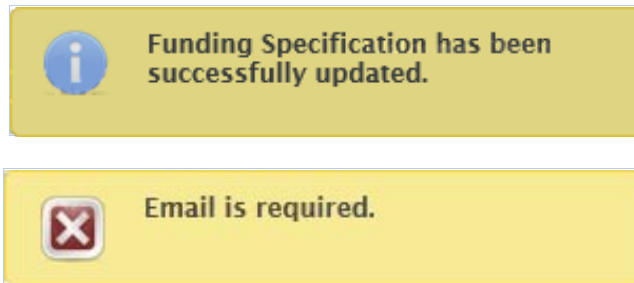 Funding Specification has been
successfully updated.
Email is required.